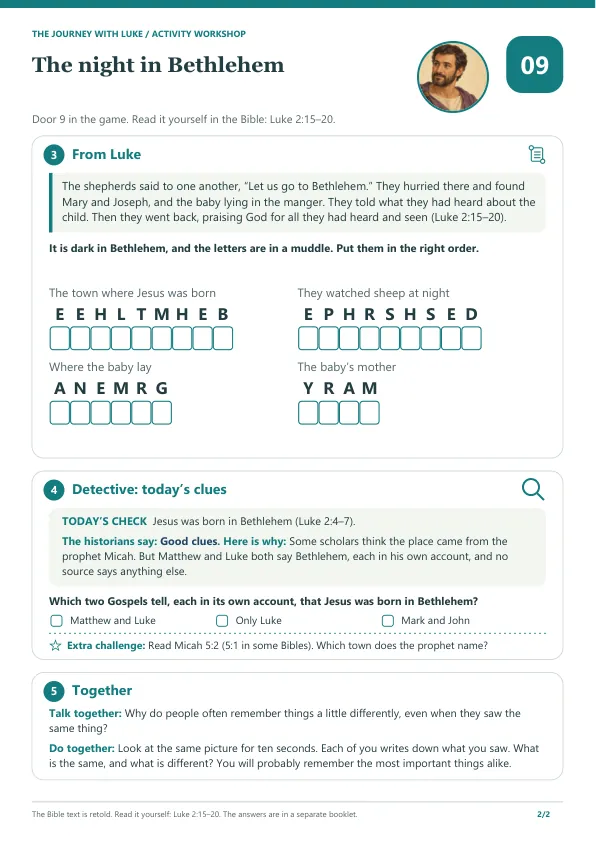 THE JOURNEY WITH LUKE / ACTIVITY WORKSHOP
The night in Bethlehem
09
Door 9 in the game. Read it yourself in the Bible: Luke 2:15–20.
3 From Luke
The shepherds said to one another, “Let us go to Bethlehem.” They hurried there and found
Mary and Joseph, and the baby lying in the manger. They told what they had heard about the
child. Then they went back, praising God for all they had heard and seen (Luke 2:15–20).
It is dark in Bethlehem, and the letters are in a muddle. Put them in the right order.
The town where Jesus was born
E E H L T M H E B
They watched sheep at night
E P H R S H S E D
Where the baby lay
A N E M R G
The baby’s mother
Y R A M
4 Detective: today’s clues
TODAY’S CHECK Jesus was born in Bethlehem (Luke 2:4–7).
The historians say: Good clues. Here is why: Some scholars think the place came from the
prophet Micah. But Matthew and Luke both say Bethlehem, each in his own account, and no
source says anything else.
Which two Gospels tell, each in its own account, that Jesus was born in Bethlehem?
Matthew and Luke
Only Luke
Mark and John
Extra challenge: Read Micah 5:2 (5:1 in some Bibles). Which town does the prophet name?
5 Together
Talk together: Why do people often remember things a little differently, even when they saw the
same thing?
Do together: Look at the same picture for ten seconds. Each of you writes down what you saw. What
is the same, and what is different? You will probably remember the most important things alike.
The Bible text is retold. Read it yourself: Luke 2:15–20. The answers are in a separate booklet.
2/2